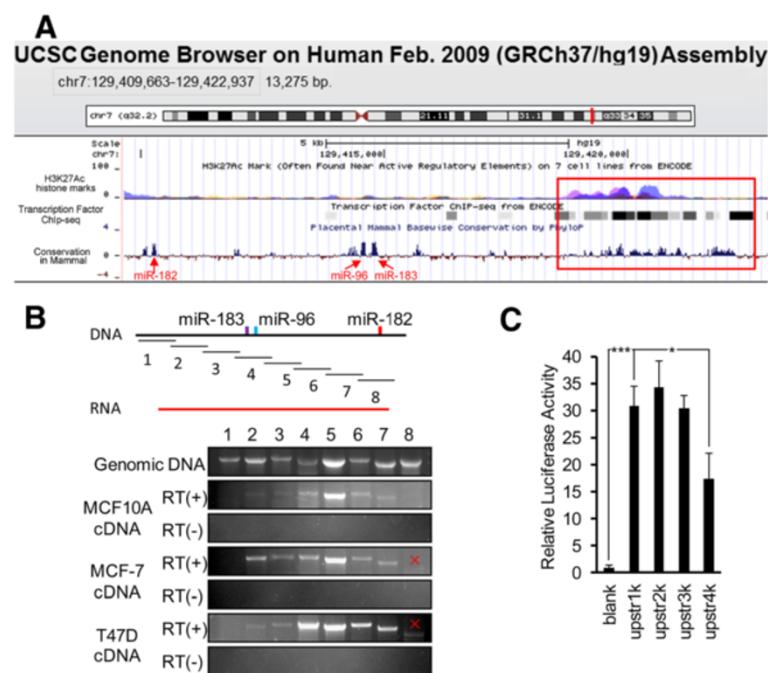 A
UCSC Genome Browser on Human Feb. 2009 (GRCh37/hg19) Assembly
chr7:129,409,663-129,422,937 13,275 bp.
chr7 (q32.2) 21.11 31.1 q33 34 35
Scale 5 kb hg19
chr7: 129,415,000 129,420,000
100 H3K27Ac Mark (Often Found Near Active Regulatory Elements) on 7 cell lines from ENCODE
H3K27Ac
histone marks
0
Transcription Factor ChIP-seq from ENCODE
Transcription Factor
ChIp-seq
4 Placental Mammal Basewise Conservation by PhyloP
Conservation
in Mammal
0
-4
miR-182 miR-96 miR-183
B
miR-183 miR-96 miR-182
DNA
1 2 3 4 5 6 7 8
RNA
1 2 3 4 5 6 7 8
Genomic DNA
MCF10A
cDNA
RT(+)
RT(-)
MCF-7
cDNA
RT(+) ×
RT(-)
T47D
cDNA
RT(+) ×
RT(-)
C
*** *
Relative Luciferase Activity
40
35
30
25
20
15
10
5
0
blank
upstr1k
upstr2k
upstr3k
upstr4k